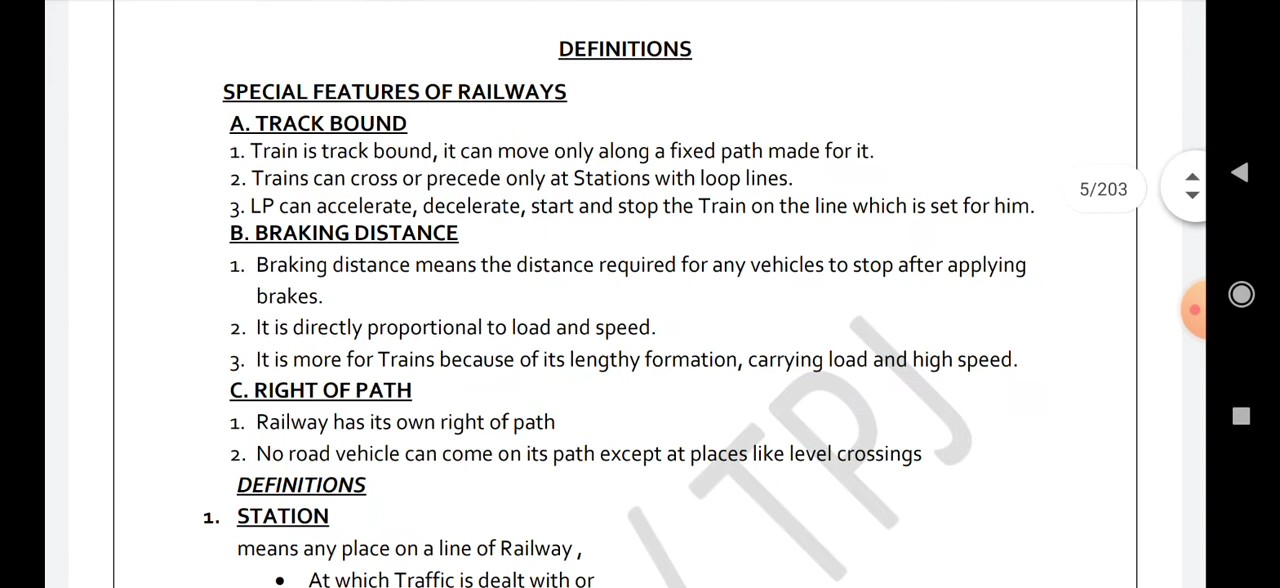 DEFINITIONS
SPECIAL FEATURES OF RAILWAYS
A. TRACK BOUND
1. Train is track bound, it can move only along a fixed path made for it.
2. Trains can cross or precede only at Stations with loop lines.
5/203
3. LP can accelerate, decelerate, start and stop the Train on the line which is set for him.
B. BRAKING DISTANCE
1. Braking distance means the distance required for any vehicles to stop after applying
brakes.
2. It is directly proportional to load and speed.
3. It is more for Trains because of its lengthy formation, carrying load and high speed.
C. RIGHT OF PATH
1. Railway has its own right of path
2. No road vehicle can come on its path except at places like level crossings
DEFINITIONS
1. STATION
means any place on a line of Railway ,
• At which Traffic is dealt with or
/ TPJ